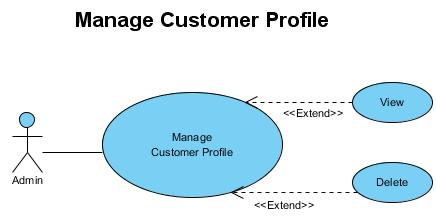 Manage Customer Profile
View
<<Extend>>
Manage
Customer Profile
Admin
Delete
<<Extend>>